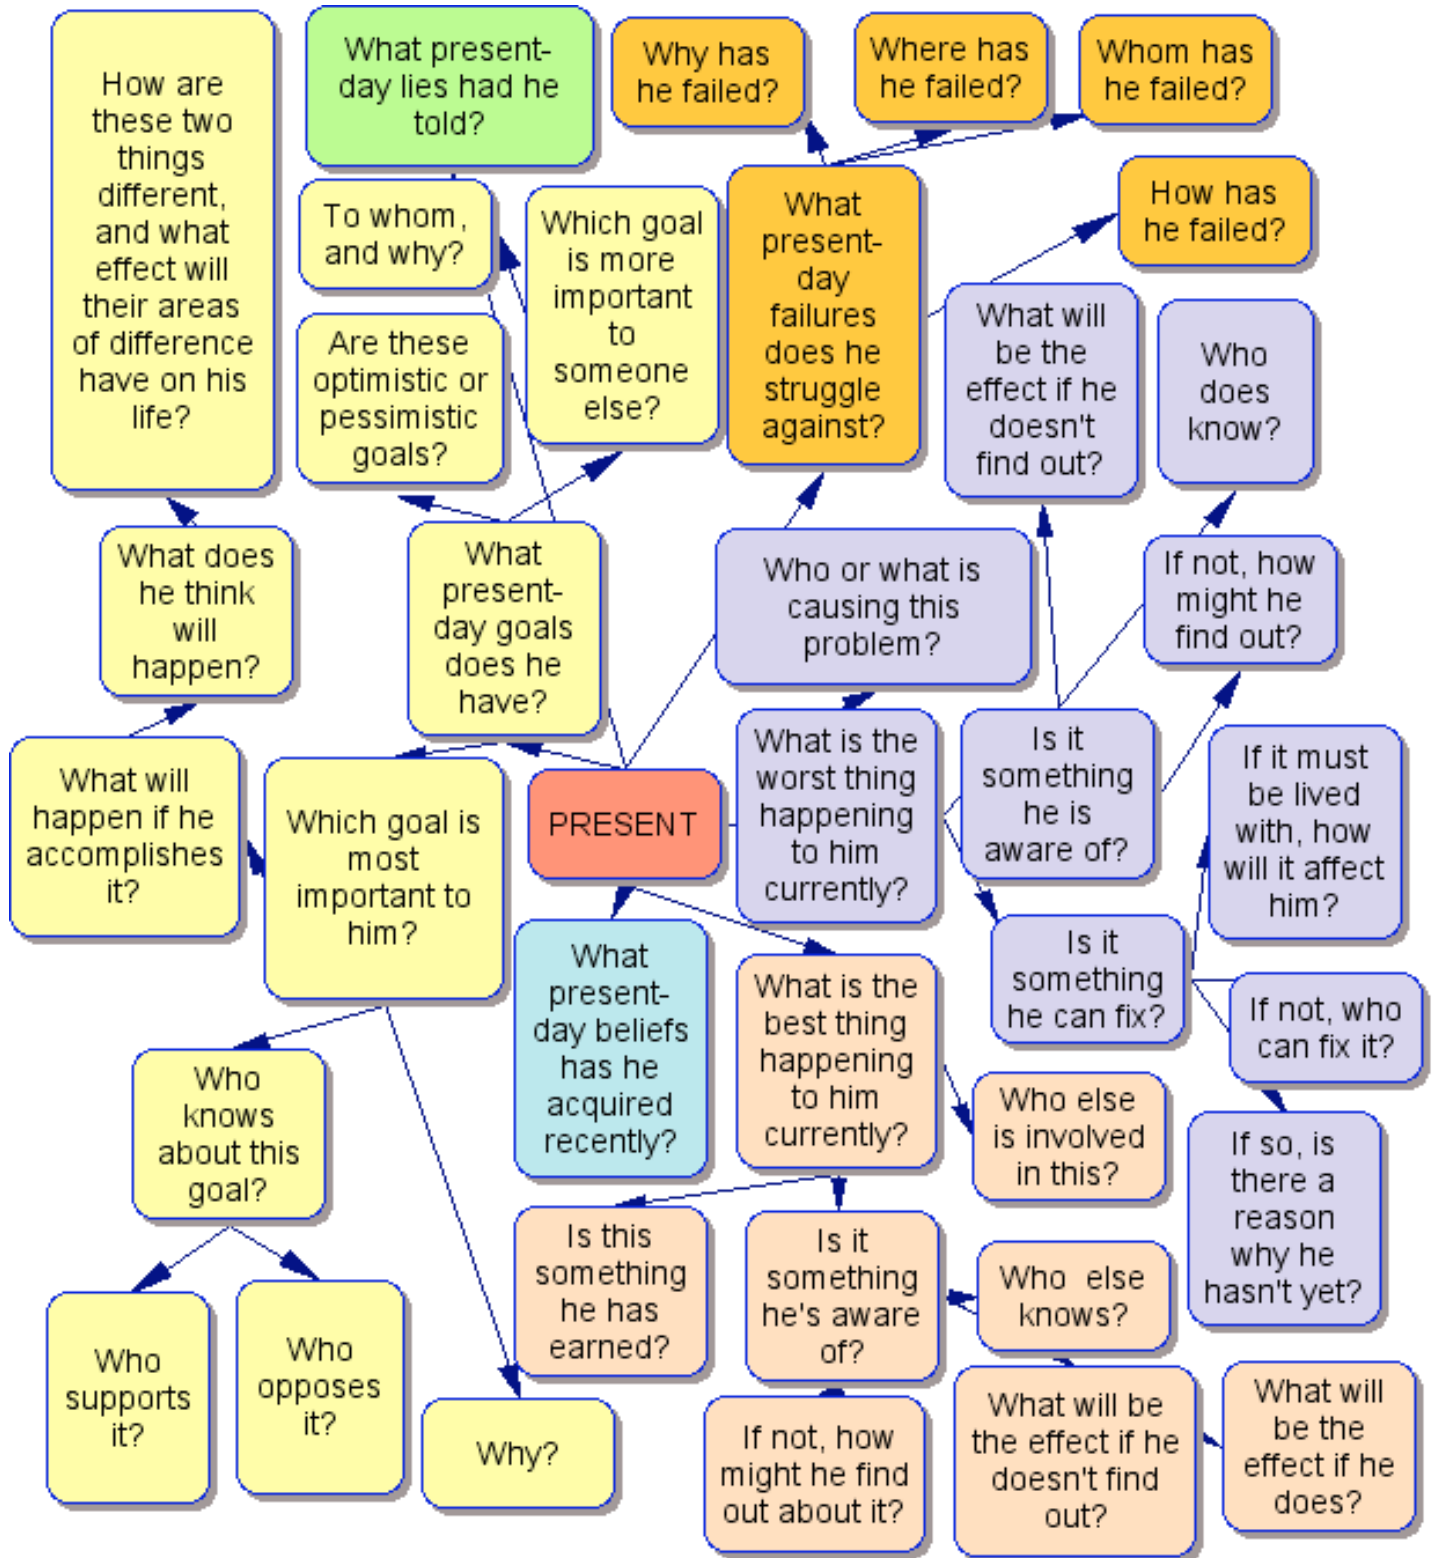 How are
these two
things
different,
and what
effect will
their areas
of difference
have on his
life?
What present-
day lies had he
told?
Why has
he failed?
Where has
he failed?
Whom has
he failed?
To whom,
and why?
Which goal
is more
important
to
someone
else?
What
present-
day
failures
does he
struggle
against?
How has
he failed?
Are these
optimistic or
pessimistic
goals?
What will
be the
effect if he
doesn't
find out?
Who
does
know?
What does
he think
will
happen?
What
present-
day goals
does he
have?
Who or what is
causing this
problem?
If not, how
might he
find out?
What will
happen if he
accomplishes
it?
Which goal is
most
important to
him?
PRESENT
What is the
worst thing
happening
to him
currently?
Is it
something
he is
aware of?
If it must
be lived
with, how
will it affect
him?
What
present-
day beliefs
has he
acquired
recently?
What is the
best thing
happening
to him
currently?
Is it
something
he can fix?
If not, who
can fix it?
Who
knows
about this
goal?
Who else
is involved
in this?
If so, is
there a
reason
why he
hasn't yet?
Is this
something
he has
earned?
Is it
something
he's aware
of?
Who  else
knows?
Who
supports
it?
Who
opposes
it?
Why?
If not, how
might he find
out about it?
What will be
the effect if he
doesn't find
out?
What will
be the
effect if he
does?